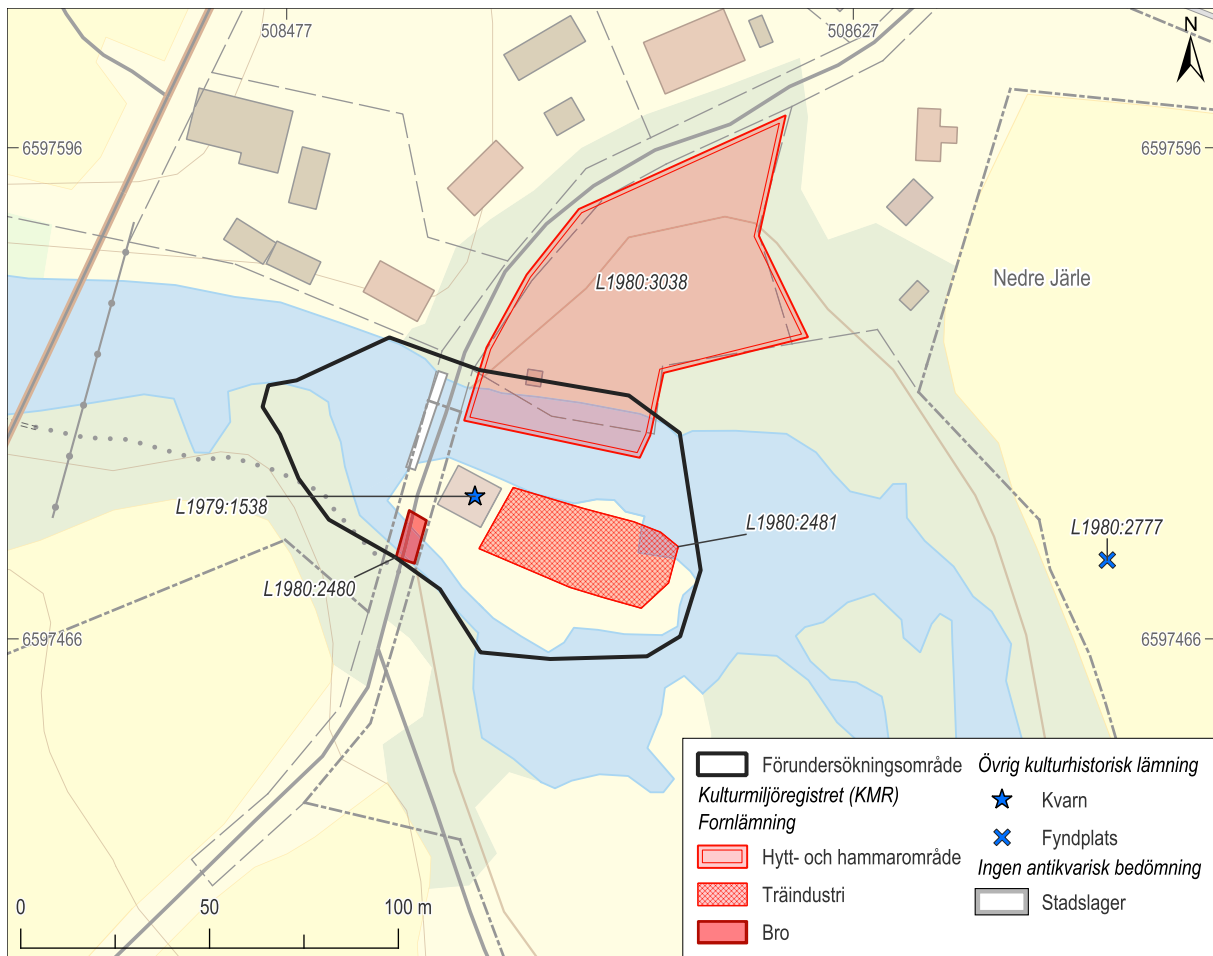 508477
508627
N
6597596
6597596
L1980:3038
Nedre Järle
L1979:1538
L1980:2481
L1980:2777
L1980:2480
6597466
6597466
Förundersökningsområde
Kulturmiljöregistret (KMR)
Fornlämning
Hytt- och hammarområde
Träindustri
Bro
Övrig kulturhistorisk lämning
Kvarn
Fyndplats
Ingen antikvarisk bedömning
Stadslager
0
50
100 m